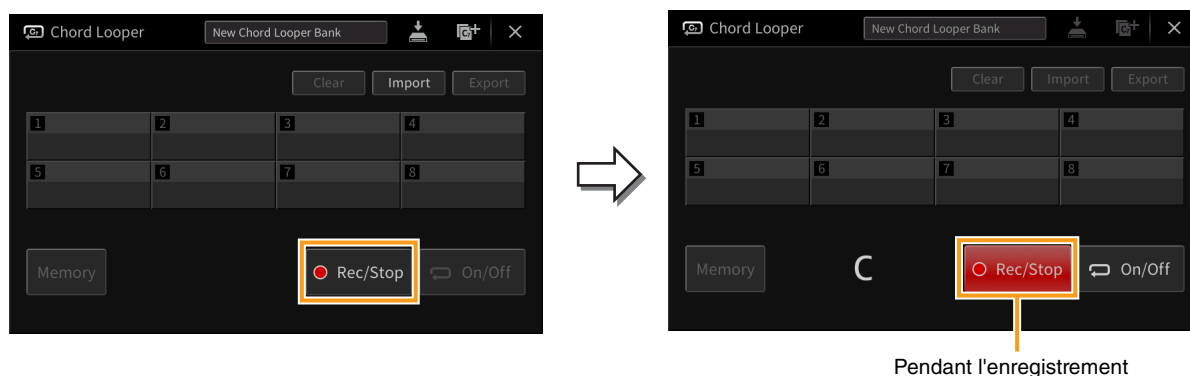 Chord Looper New Chord Looper Bank
Clear Import Export
1 2 3 4
5 6 7 8
Memory Rec/Stop On/Off
Chord Looper New Chord Looper Bank
Clear Import Export
1 2 3 4
5 6 7 8
Memory C Rec/Stop On/Off
Pendant l'enregistrement